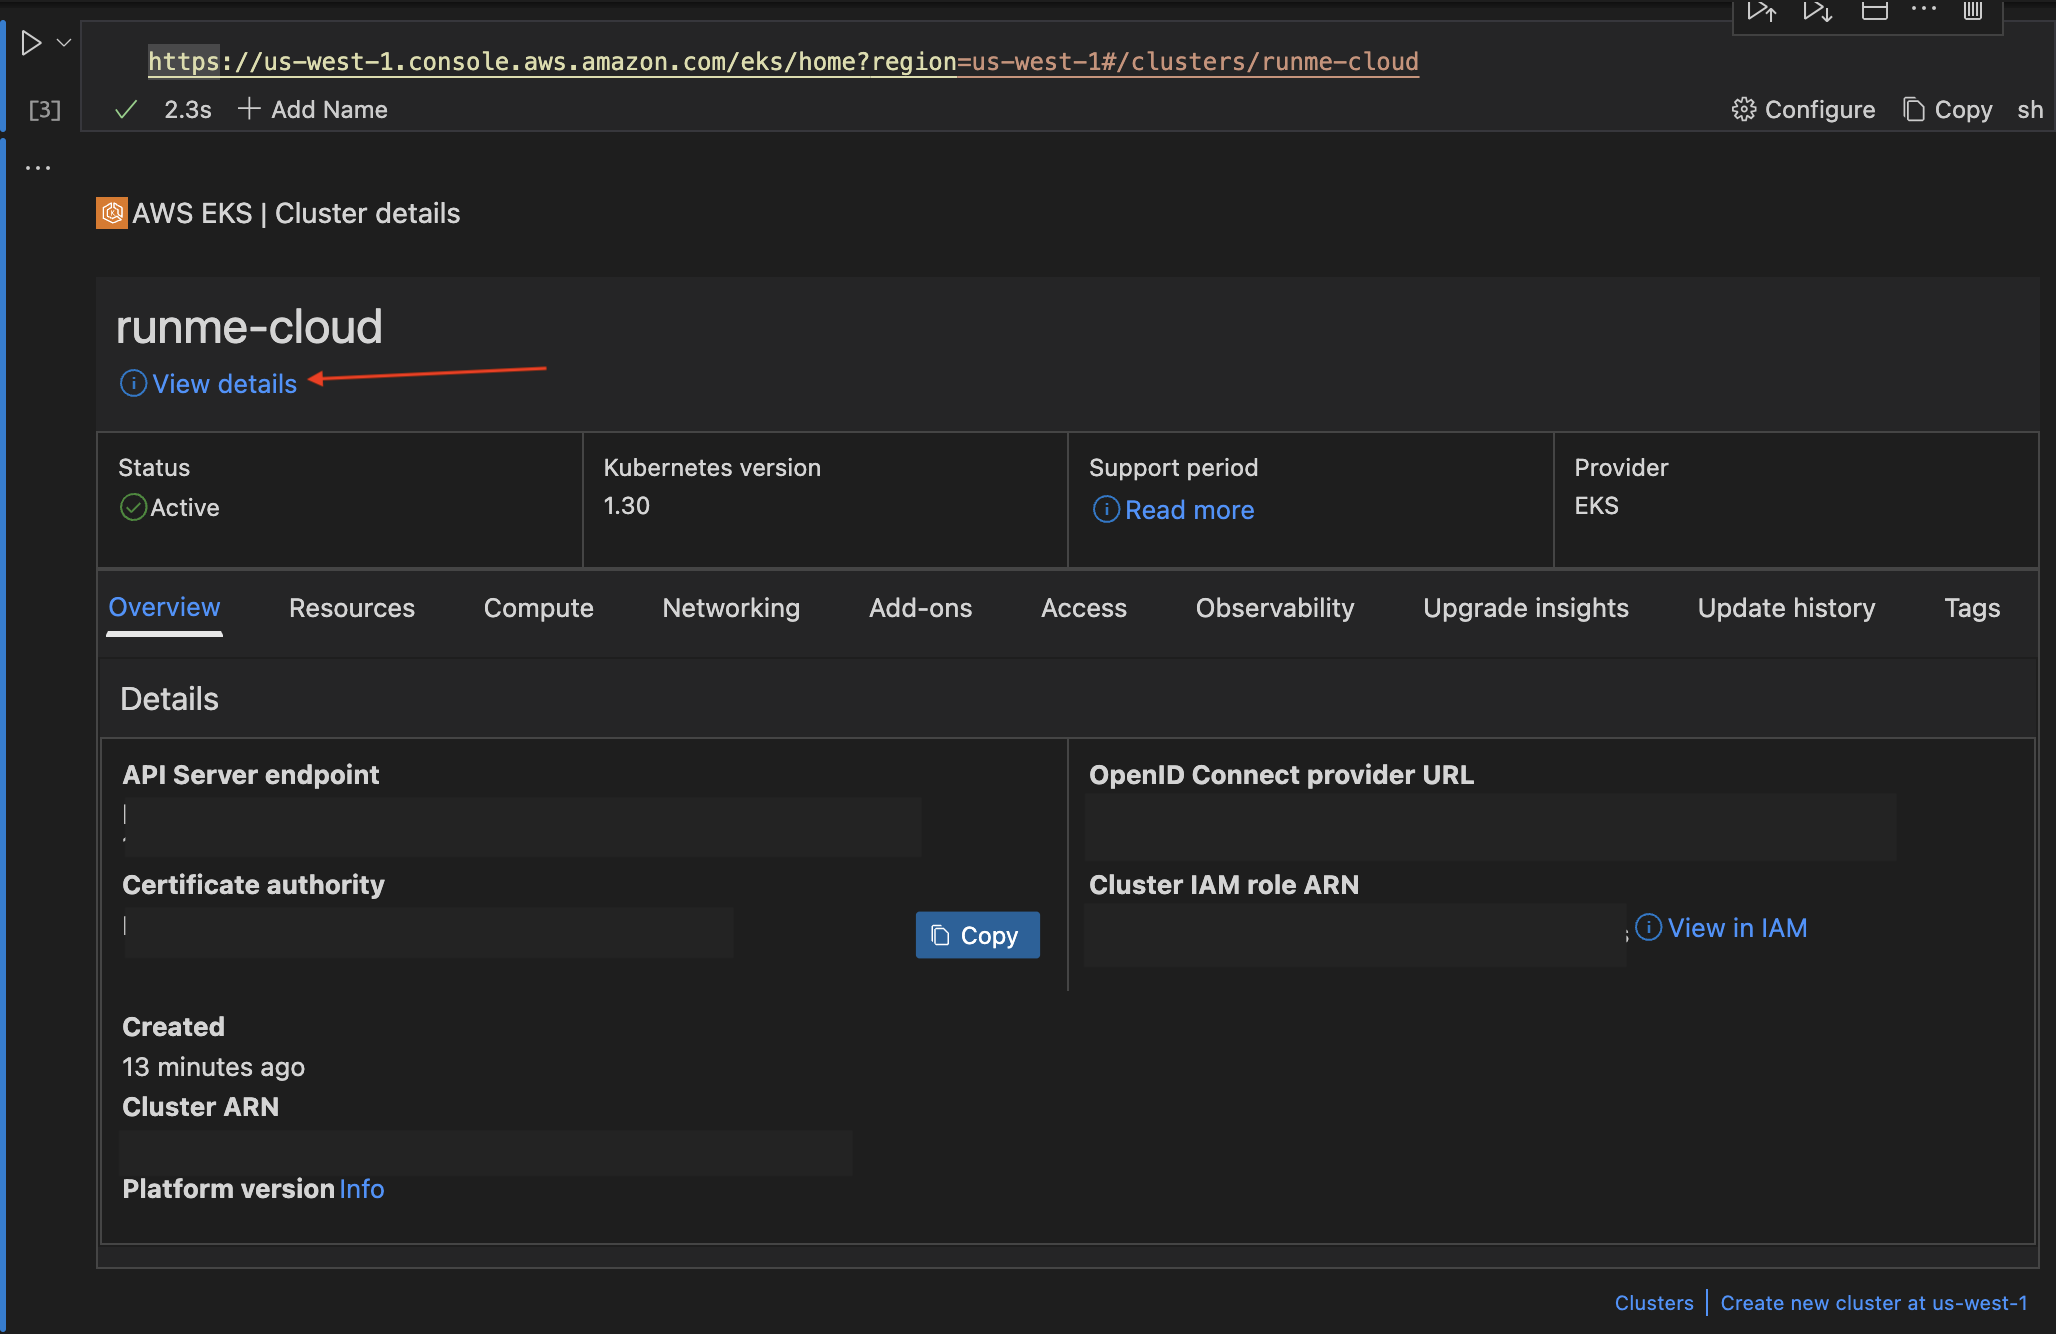 https://us-west-1.console.aws.amazon.com/eks/home?region=us-west-1#/clusters/runme-cloud
[3] 2.3s Add Name Configure Copy sh
AWS EKS | Cluster details
runme-cloud
View details
Status Kubernetes version Support period Provider
Active 1.30 Read more EKS
Overview Resources Compute Networking Add-ons Access Observability Upgrade insights Update history Tags
Details
API Server endpoint OpenID Connect provider URL
Certificate authority Cluster IAM role ARN
Copy View in IAM
Created
13 minutes ago
Cluster ARN
Platform version Info
Clusters | Create new cluster at us-west-1